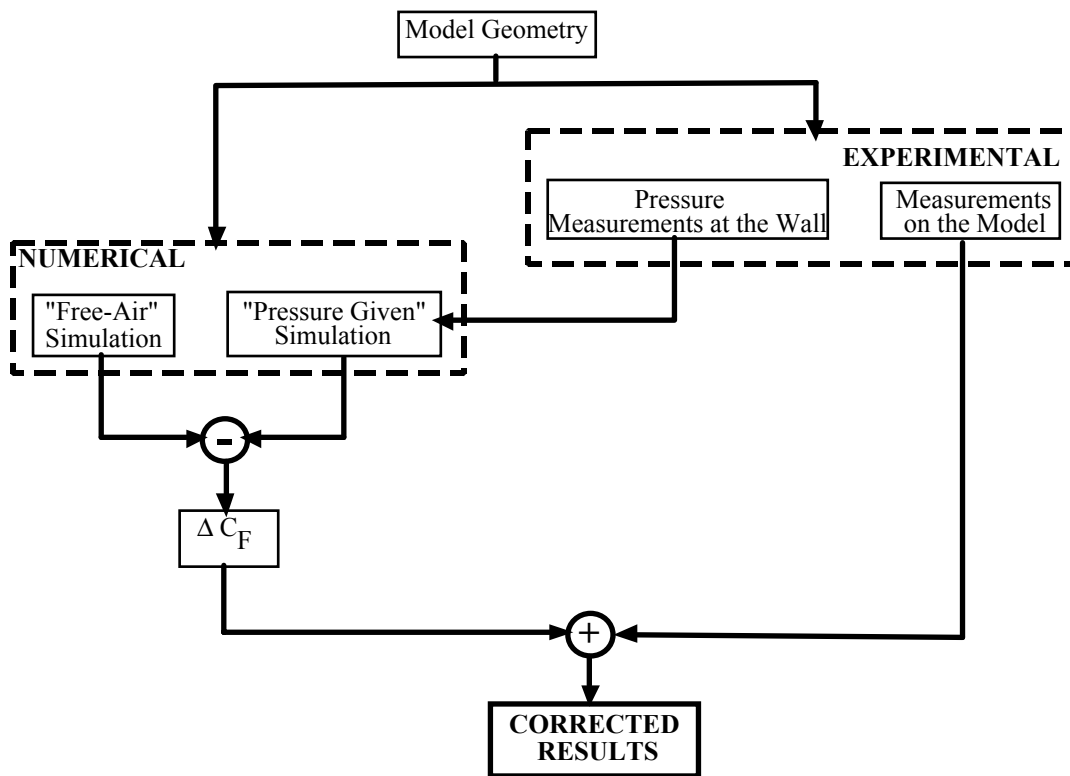 Model Geometry
EXPERIMENTAL
Pressure
Measurements at the Wall
Measurements
on the Model
NUMERICAL
"Free-Air"
Simulation
"Pressure Given"
Simulation
-
Δ C_F
+
CORRECTED
RESULTS